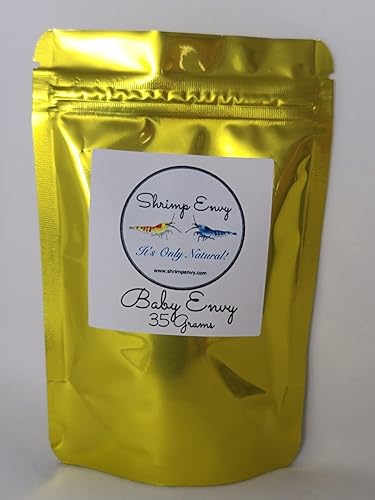 Shrimp Envy
It's Only Natural!
www.shrimpenvy.com
Baby Envy
35 Grams